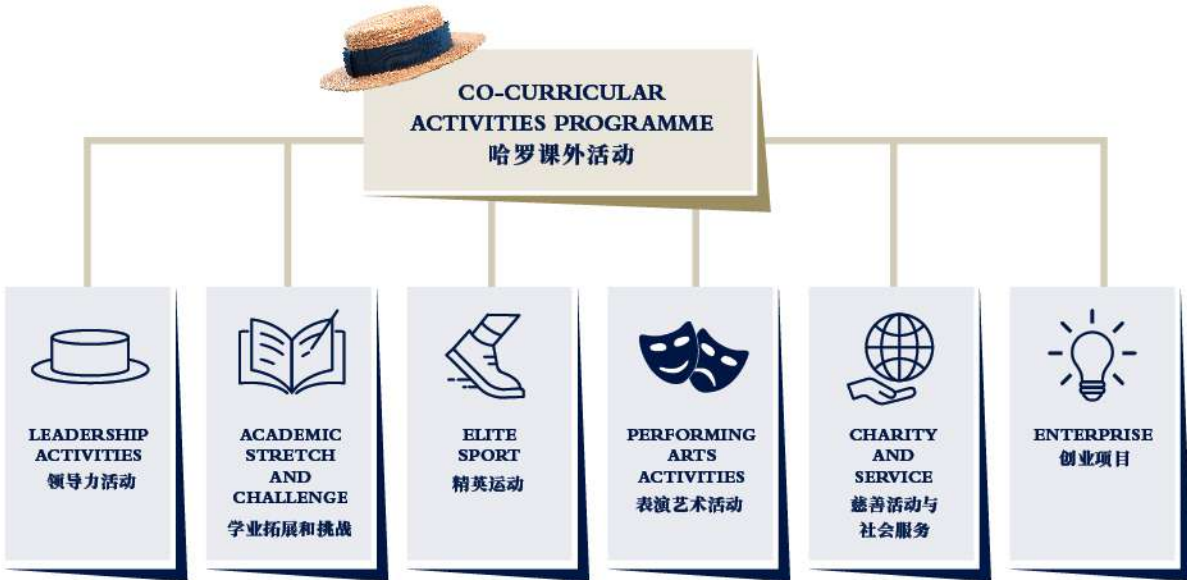 CO-CURRICULAR
ACTIVITIES PROGRAMME
哈罗课外活动
LEADERSHIP
ACTIVITIES
领导力活动
ACADEMIC
STRETCH
AND
CHALLENGE
学业拓展和挑战
ELITE
SPORT
精英运动
PERFORMING
ARTS
ACTIVITIES
表演艺术活动
CHARITY
AND
SERVICE
慈善活动与
社会服务
ENTERPRISE
创业项目